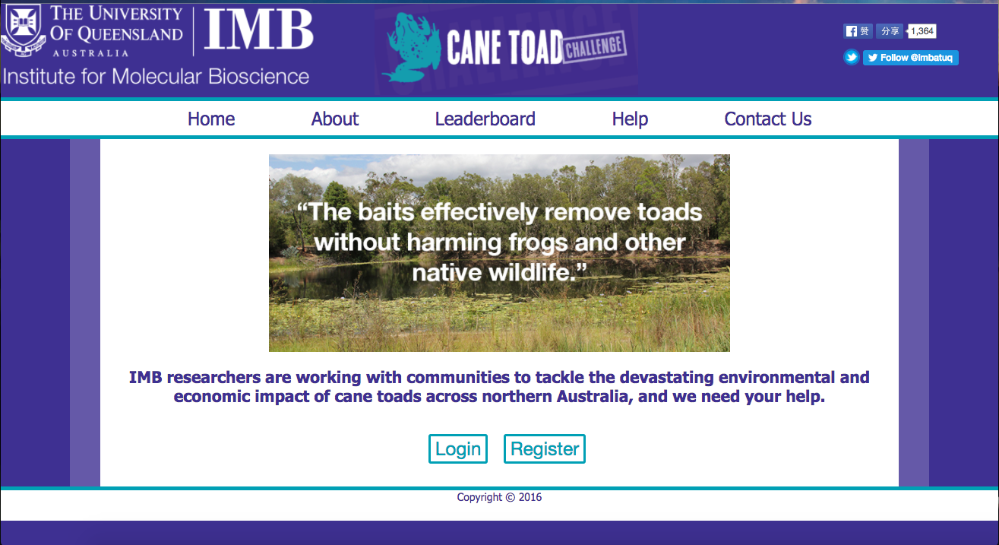 THE UNIVERSITY
OF QUEENSLAND
AUSTRALIA
IMB
Institute for Molecular Bioscience
CANE TOAD CHALLENGE
CHALLENGE
赞 分享 1,364
Follow @imbatuq
Home About Leaderboard Help Contact Us
“The baits effectively remove toads
without harming frogs and other
native wildlife.”
IMB researchers are working with communities to tackle the devastating environmental and
economic impact of cane toads across northern Australia, and we need your help.
Login Register
Copyright © 2016